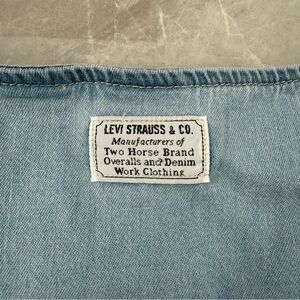 LEVI STRAUSS & CO.
Manufacturers of
Two Horse Brand
Overalls and Denim
Work Clothing